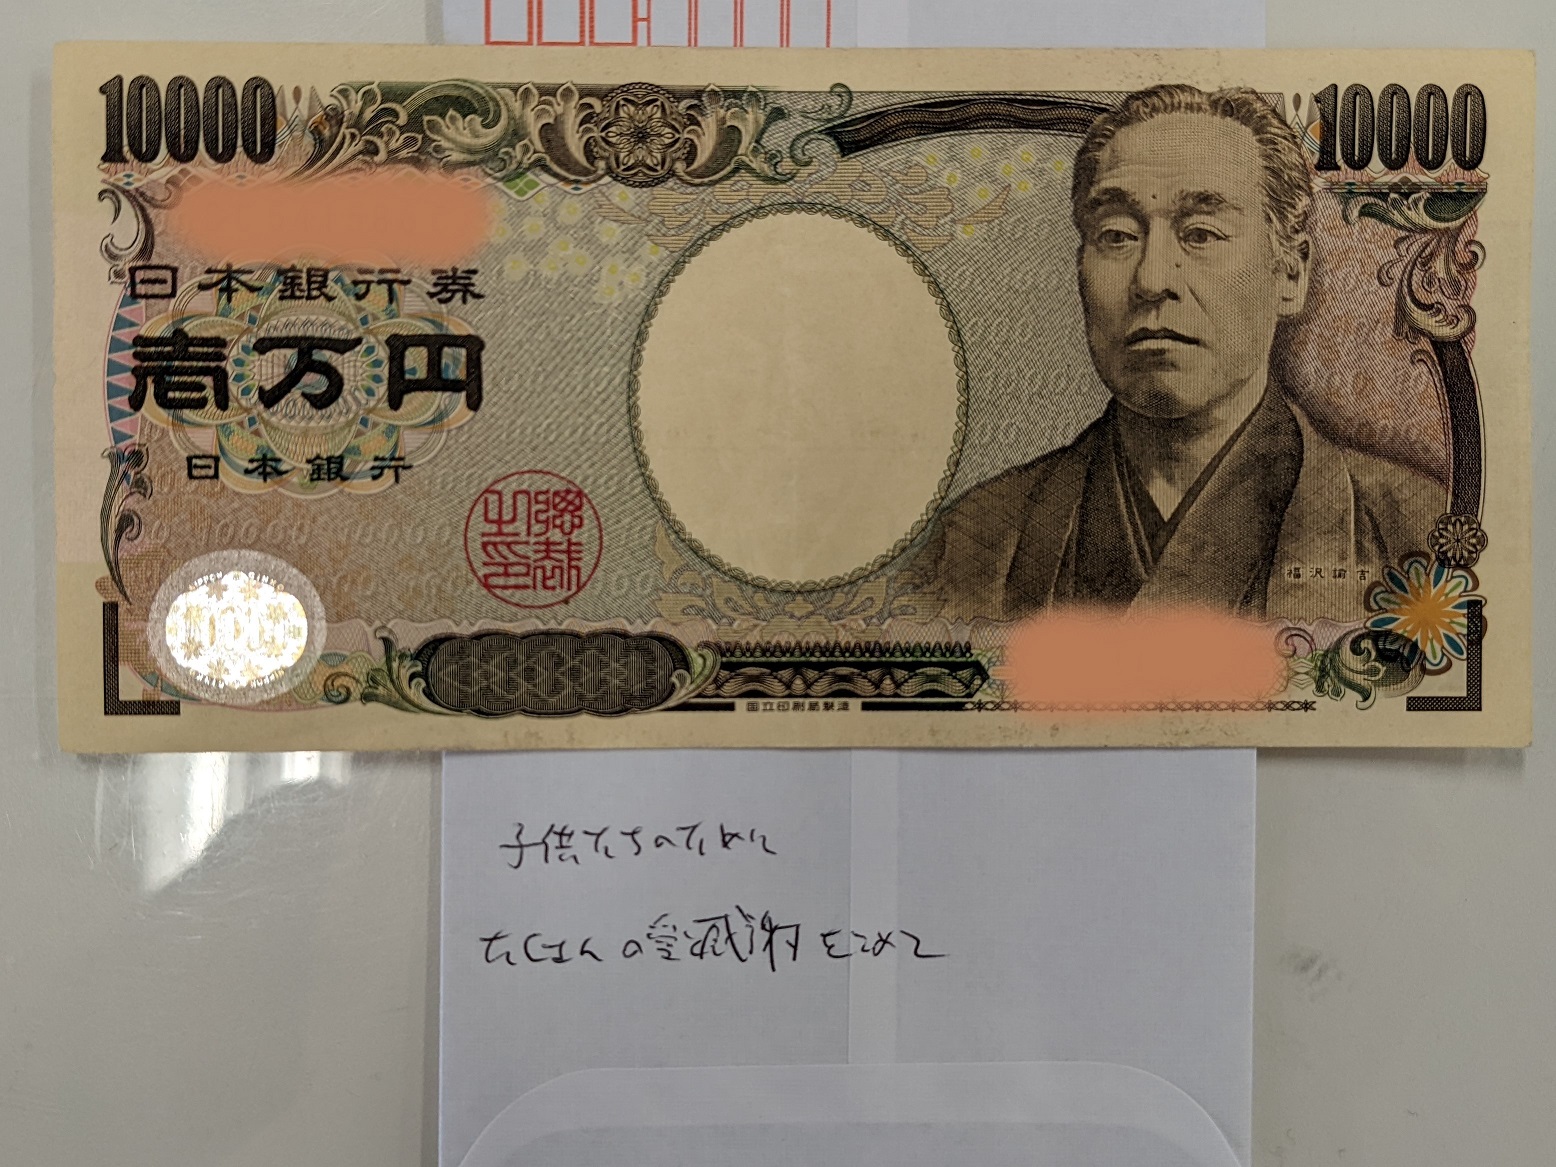 10000 10000
日本銀行券
壱万円
日本銀行
福沢諭吉
国立印刷局製造
子供たちのために
たくさんの愛と感謝をこめて